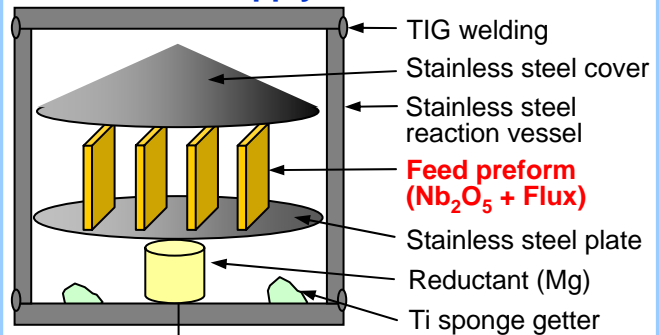 TIG welding
Stainless steel cover
Stainless steel
reaction vessel
Feed preform
(Nb₂O₅ + Flux)
Stainless steel plate
Reductant (Mg)
Ti sponge getter